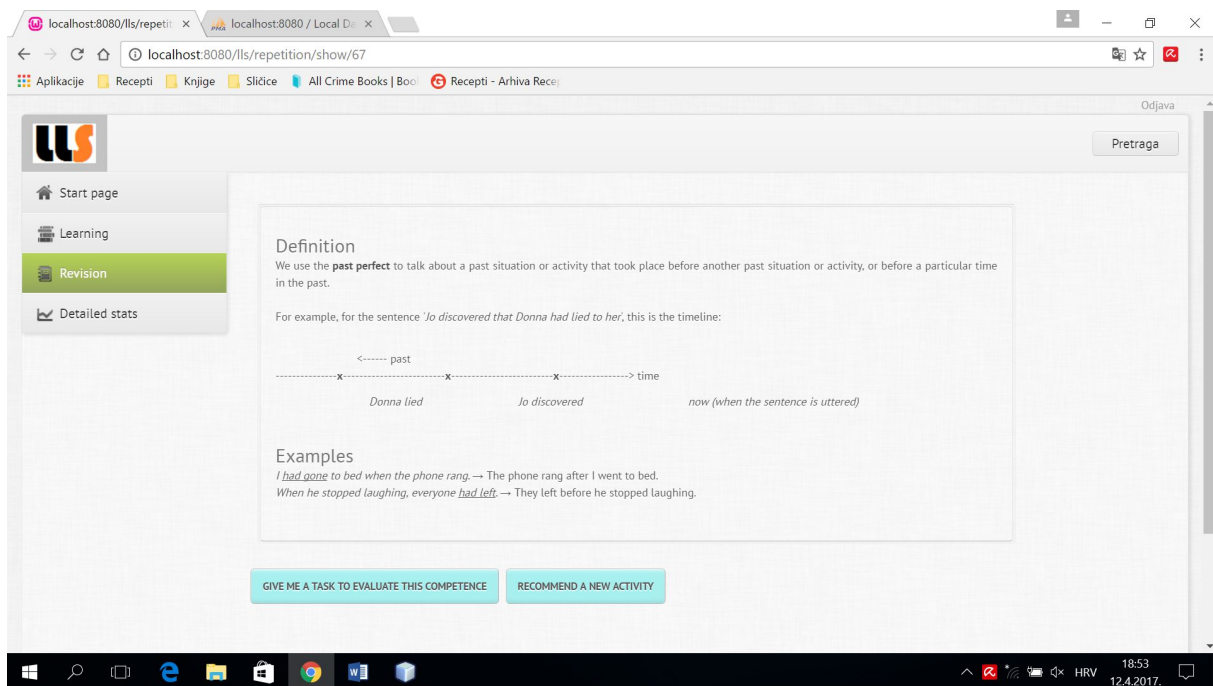 localhost:8080/lls/repetit
localhost:8080 / Local Da
localhost:8080/lls/repetition/show/67
Aplikacije Recepti Knjige Sličice All Crime Books | Boo Recepti - Arhiva Recep
Odjava
LLS
Pretraga
Start page
Learning
Revision
Detailed stats
Definition
We use the past perfect to talk about a past situation or activity that took place before another past situation or activity, or before a particular time
in the past.
For example, for the sentence 'Jo discovered that Donna had lied to her', this is the timeline:
<------ past
---------------x-------------------------x-------------------------x-----------------> time
Donna lied Jo discovered now (when the sentence is uttered)
Examples
I had gone to bed when the phone rang. → The phone rang after I went to bed.
When he stopped laughing, everyone had left. → They left before he stopped laughing.
GIVE ME A TASK TO EVALUATE THIS COMPETENCE RECOMMEND A NEW ACTIVITY
HRV 18:53
12.4.2017.